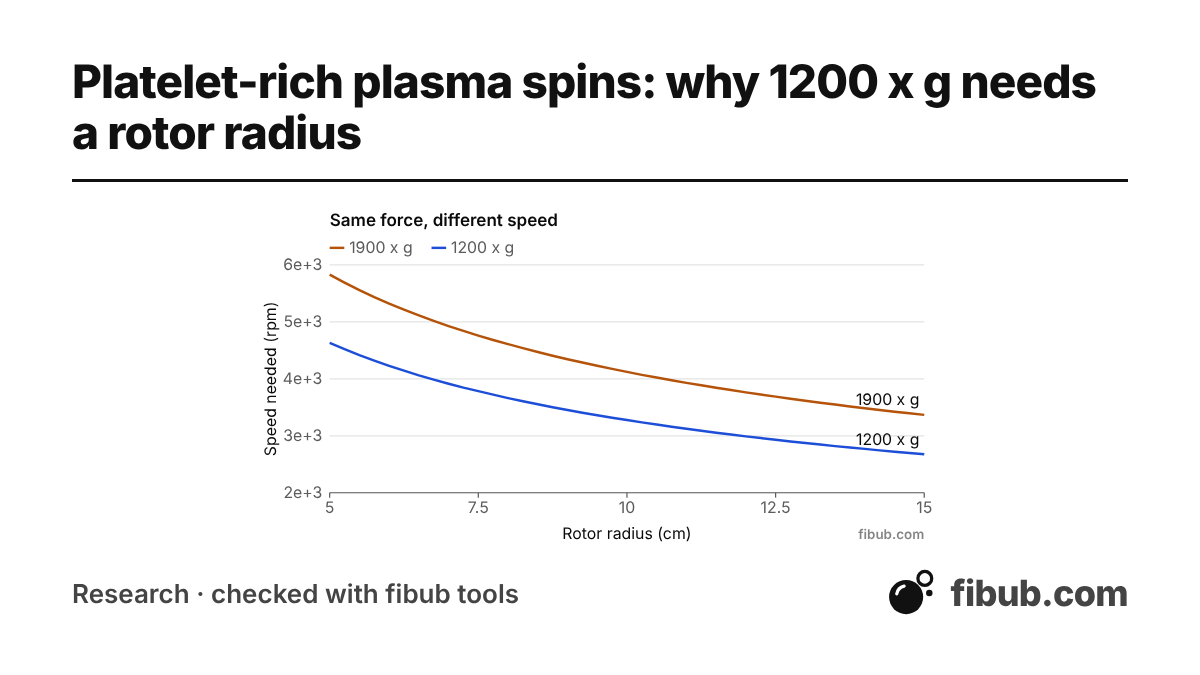 Platelet-rich plasma spins: why 1200 x g needs
a rotor radius
Same force, different speed
1900 x g 1200 x g
6e+3
5e+3
4e+3
3e+3
2e+3
Speed needed (rpm)
1900 x g
1200 x g
5 7.5 10 12.5 15
Rotor radius (cm)
fibub.com
Research · checked with fibub tools
fibub.com